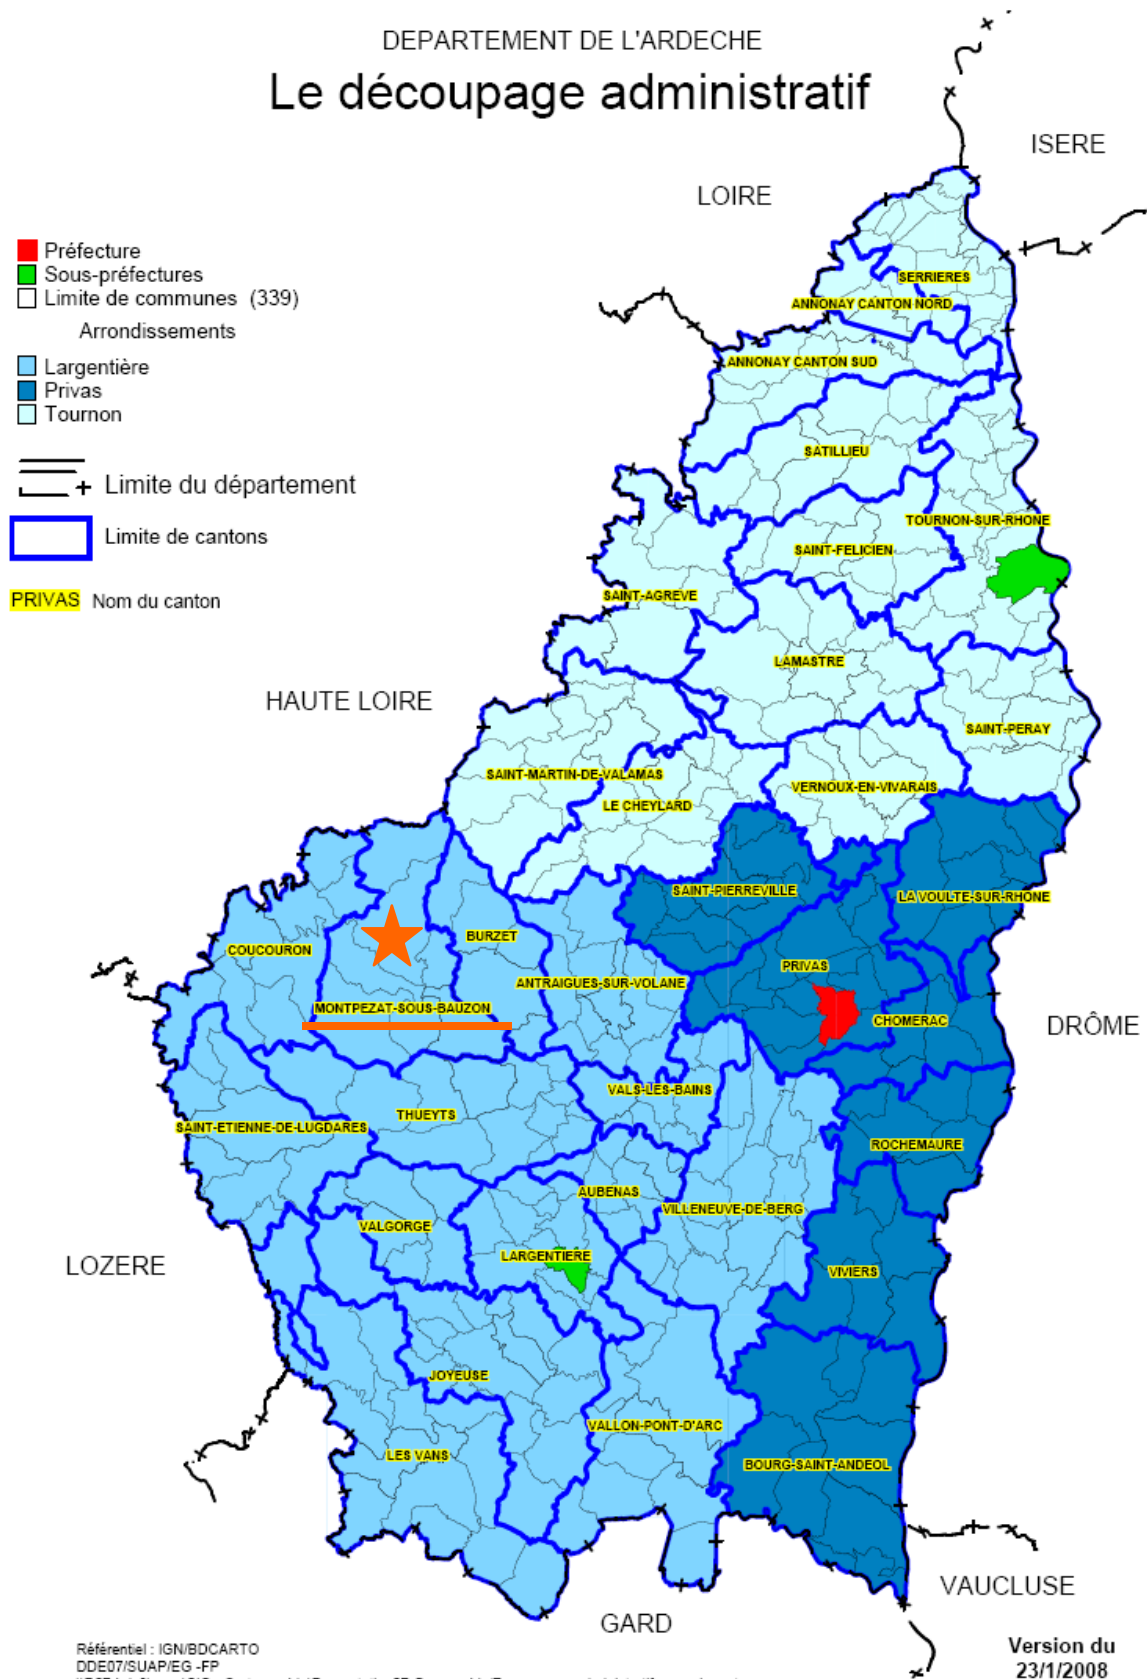 DEPARTEMENT DE L'ARDECHE
Le découpage administratif
ISERE
LOIRE
Préfecture
Sous-préfectures
Limite de communes (339)
Arrondissements
Largentière
Privas
Tournon
Limite du département
Limite de cantons
PRIVAS Nom du canton
SERRIERES
ANNONAY CANTON NORD
ANNONAY CANTON SUD
SATILLIEU
TOURNON-SUR-RHONE
SAINT-FELICIEN
SAINT-AGREVE
LAMASTRE
HAUTE LOIRE
SAINT-PERAY
SAINT-MARTIN-DE-VALAMAS
VERNOUX-EN-VIVARAIS
LE CHEYLARD
SAINT-PIERREVILLE
LA VOULTE-SUR-RHONE
BURZET
COUCOURON
PRIVAS
ANTRAIGUES-SUR-VOLANE
MONTPEZAT-SOUS-BAUZON
CHOMERAC
DRÔME
VALS-LES-BAINS
THUEYTS
SAINT-ETIENNE-DE-LUGDARES
ROCHEMAURE
AUBENAS
VILLENEUVE-DE-BERG
VALGORGE
LARGENTIERE
LOZERE
VIVIERS
JOYEUSE
VALLON-PONT-D'ARC
LES VANS
BOURG-SAINT-ANDEOL
VAUCLUSE
GARD
Référentiel : IGN/BDCARTO
DDE07/SUAP/EG -FP
Version du
23/1/2008